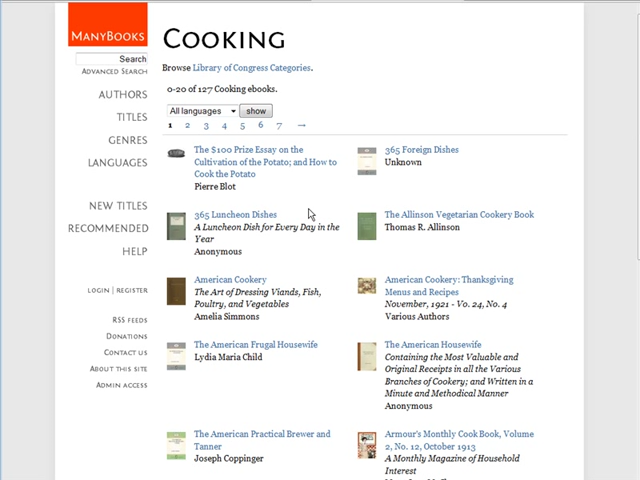 ManyBooks
Search
Advanced Search
Authors
Titles
Genres
Languages
New Titles
Recommended
Help
Login | Register
RSS feeds
Donations
Contact us
About this site
Admin access
Cooking
Browse Library of Congress Categories.
0-20 of 127 Cooking ebooks.
All languages show
1 2 3 4 5 6 7 →
The $100 Prize Essay on the
Cultivation of the Potato; and How to
Cook the Potato
Pierre Blot
365 Foreign Dishes
Unknown
365 Luncheon Dishes
A Luncheon Dish for Every Day in the
Year
Anonymous
The Allinson Vegetarian Cookery Book
Thomas R. Allinson
American Cookery
The Art of Dressing Viands, Fish,
Poultry, and Vegetables
Amelia Simmons
American Cookery: Thanksgiving
Menus and Recipes
November, 1921 - Vo. 24, No. 4
Various Authors
The American Frugal Housewife
Lydia Maria Child
The American Housewife
Containing the Most Valuable and
Original Receipts in all the Various
Branches of Cookery; and Written in a
Minute and Methodical Manner
Anonymous
The American Practical Brewer and
Tanner
Joseph Coppinger
Armour's Monthly Cook Book, Volume
2, No. 12, October 1913
A Monthly Magazine of Household
Interest